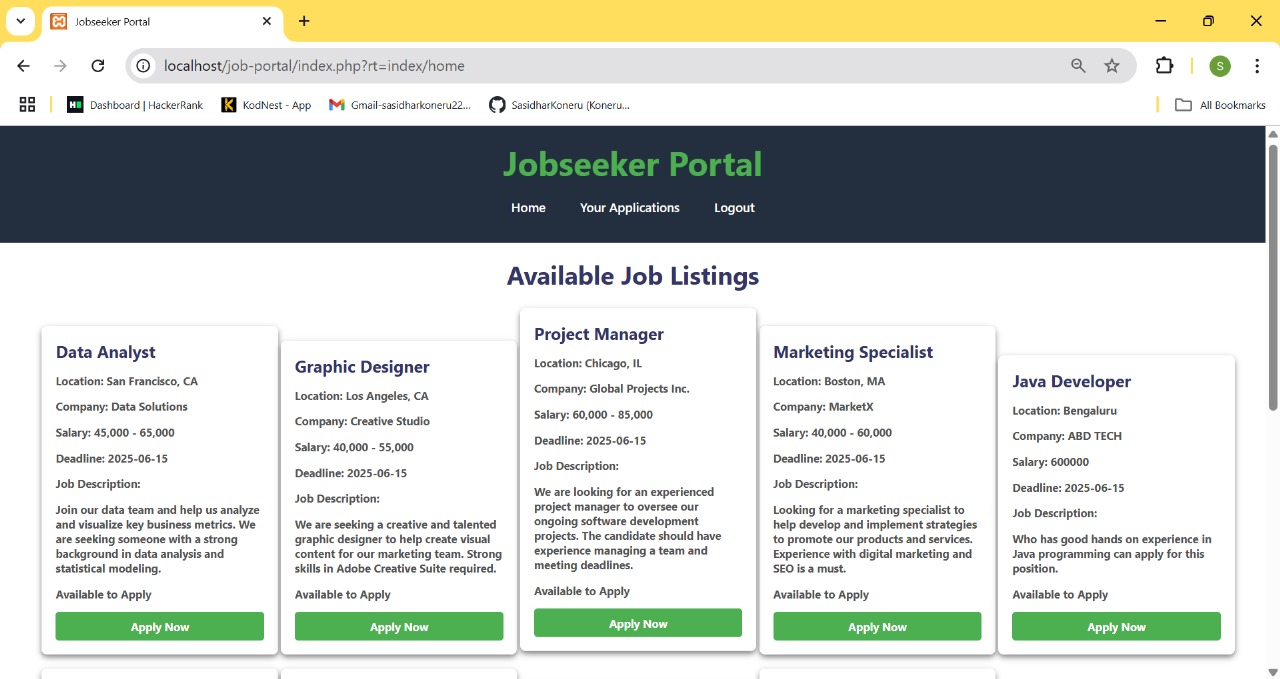 Jobseeker Portal
localhost/job-portal/index.php?rt=index/home
S
Dashboard | HackerRank
KodNest - App
Gmail-sasidharkoneru22...
SasidharKoneru (Koneru...
All Bookmarks
Jobseeker Portal
Home
Your Applications
Logout
Available Job Listings
Data Analyst
Location: San Francisco, CA
Company: Data Solutions
Salary: 45,000 - 65,000
Deadline: 2025-06-15
Job Description:
Join our data team and help us analyze
and visualize key business metrics. We
are seeking someone with a strong
background in data analysis and
statistical modeling.
Available to Apply
Apply Now
Graphic Designer
Location: Los Angeles, CA
Company: Creative Studio
Salary: 40,000 - 55,000
Deadline: 2025-06-15
Job Description:
We are seeking a creative and talented
graphic designer to help create visual
content for our marketing team. Strong
skills in Adobe Creative Suite required.
Available to Apply
Apply Now
Project Manager
Location: Chicago, IL
Company: Global Projects Inc.
Salary: 60,000 - 85,000
Deadline: 2025-06-15
Job Description:
We are looking for an experienced
project manager to oversee our
ongoing software development
projects. The candidate should have
experience managing a team and
meeting deadlines.
Available to Apply
Apply Now
Marketing Specialist
Location: Boston, MA
Company: MarketX
Salary: 40,000 - 60,000
Deadline: 2025-06-15
Job Description:
Looking for a marketing specialist to
help develop and implement strategies
to promote our products and services.
Experience with digital marketing and
SEO is a must.
Available to Apply
Apply Now
Java Developer
Location: Bengaluru
Company: ABD TECH
Salary: 600000
Deadline: 2025-06-15
Job Description:
Who has good hands on experience in
Java programming can apply for this
position.
Available to Apply
Apply Now